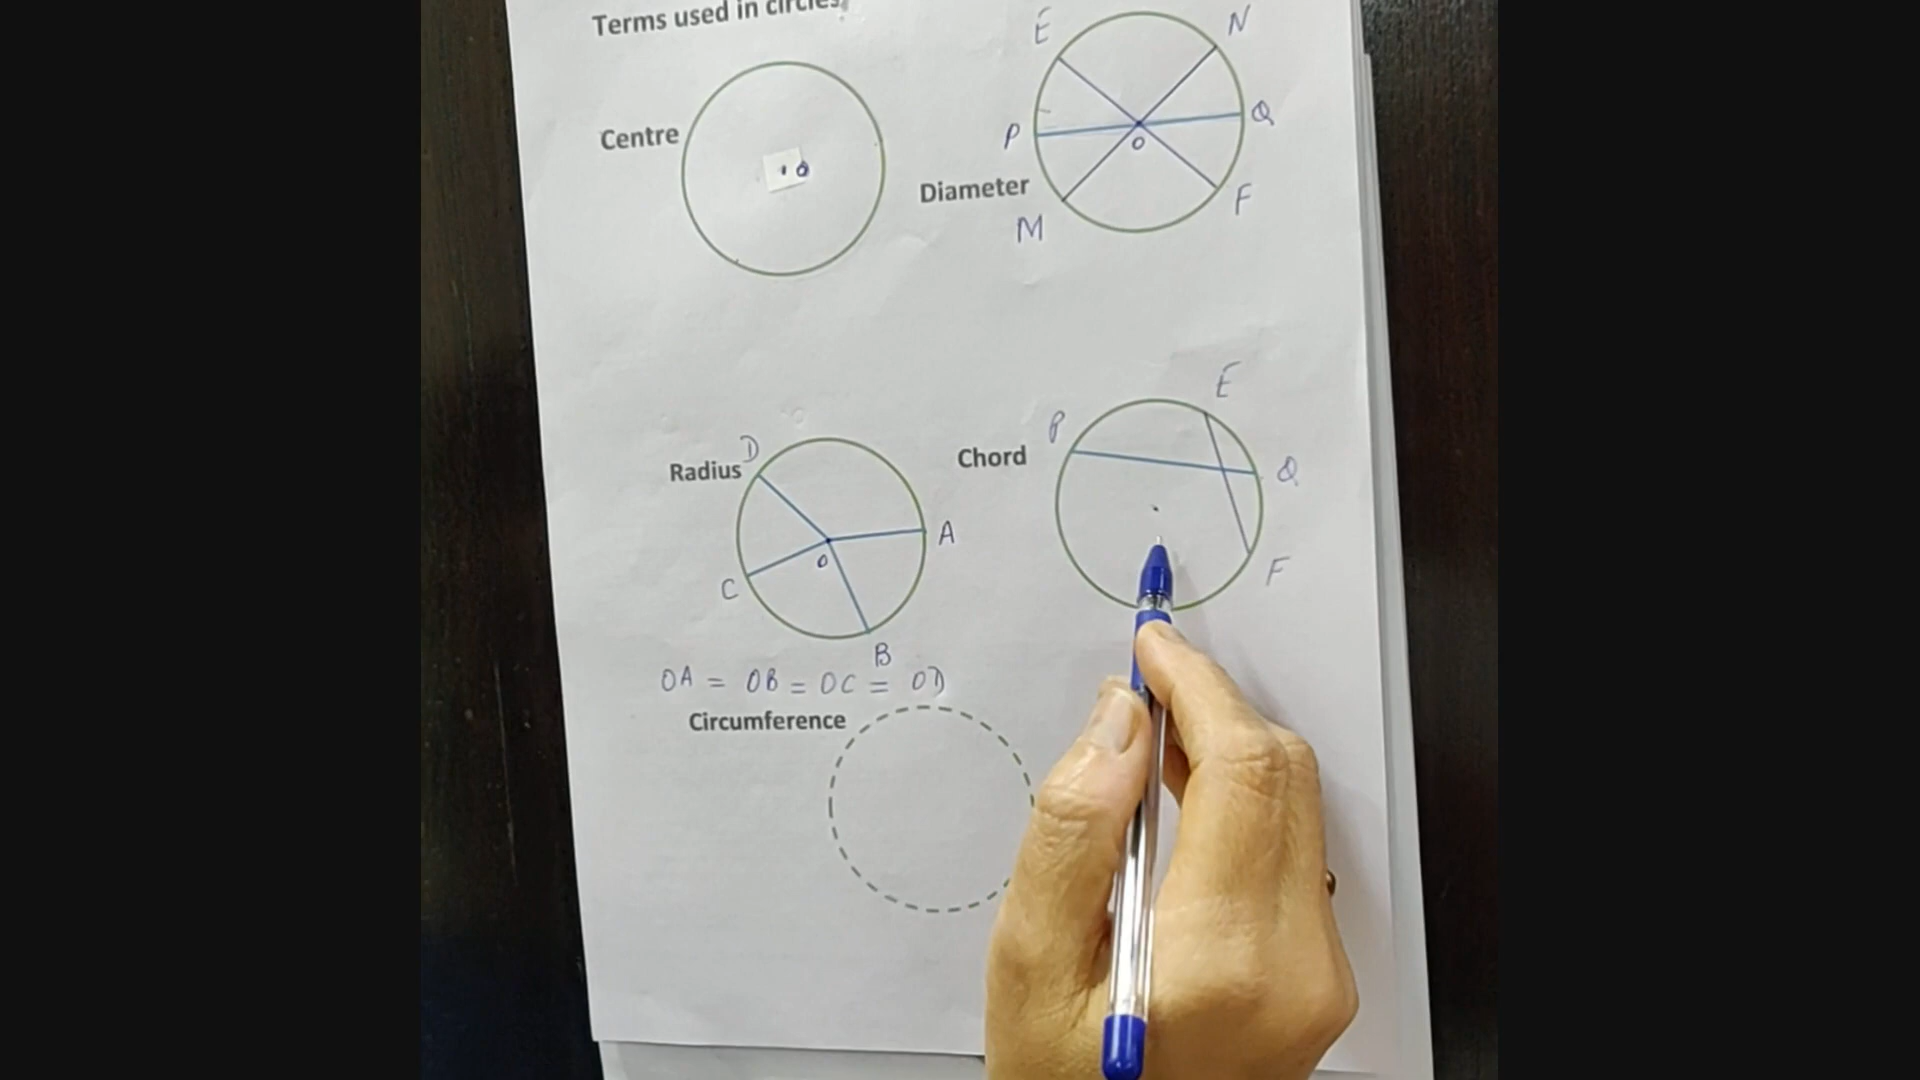 Terms used in circles
Centre
O
E
N
P
Q
O
Diameter
M
F
Radius
D
A
O
C
B
OA = OB = OC = OD
Chord
P
E
Q
F
Circumference